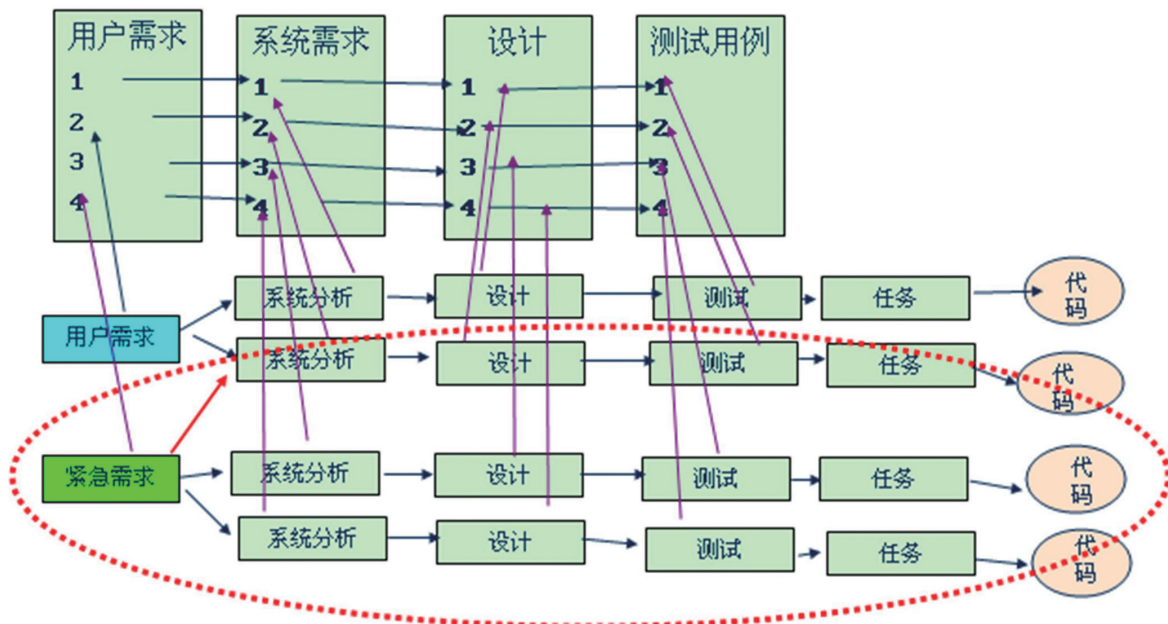 用户需求
1
2
3
4
系统需求
1
2
3
4
设计
1
2
3
4
测试用例
1
2
3
4
用户需求
系统分析
设计
测试
任务
代
码
系统分析
设计
测试
任务
代
码
紧急需求
系统分析
设计
测试
任务
代
码
系统分析
设计
测试
任务
代
码